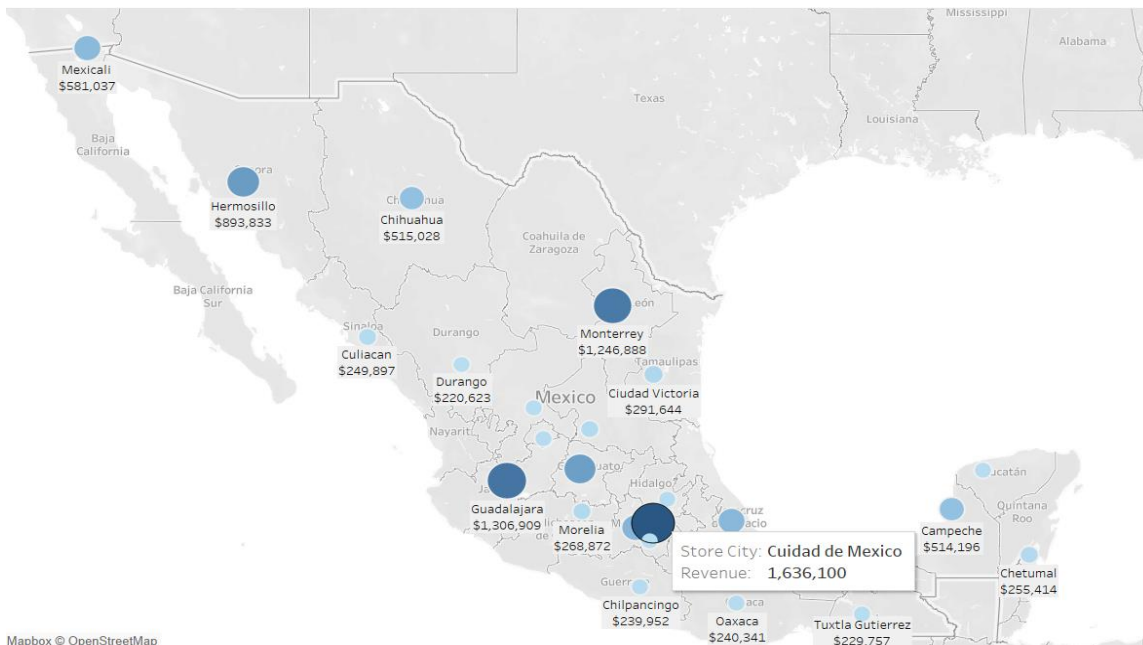 Mississippi
Alabama
Mexicali
$581,037
Texas
Louisiana
Baja
California
Hermosillo
$893,833
Chihuahua
$515,028
Coahuila de
Zaragoza
Baja California
Sur
León
Monterrey
$1,246,888
Sinaloa
Culiacan
$249,897
Durango
Durango
$220,623
Tamaulipas
Ciudad Victoria
$291,644
Mexico
Nayarit
Guadalajara
$1,306,909
Hidalgo
Morelia
$268,872
Store City: Cuidad de Mexico
Revenue: 1,636,100
Campeche
$514,196
Quintana
Roo
Chetumal
$255,414
Chilpancingo
$239,952
Oaxaca
$240,341
Tuxtla Gutierrez
$229,757
Mapbox © OpenStreetMap